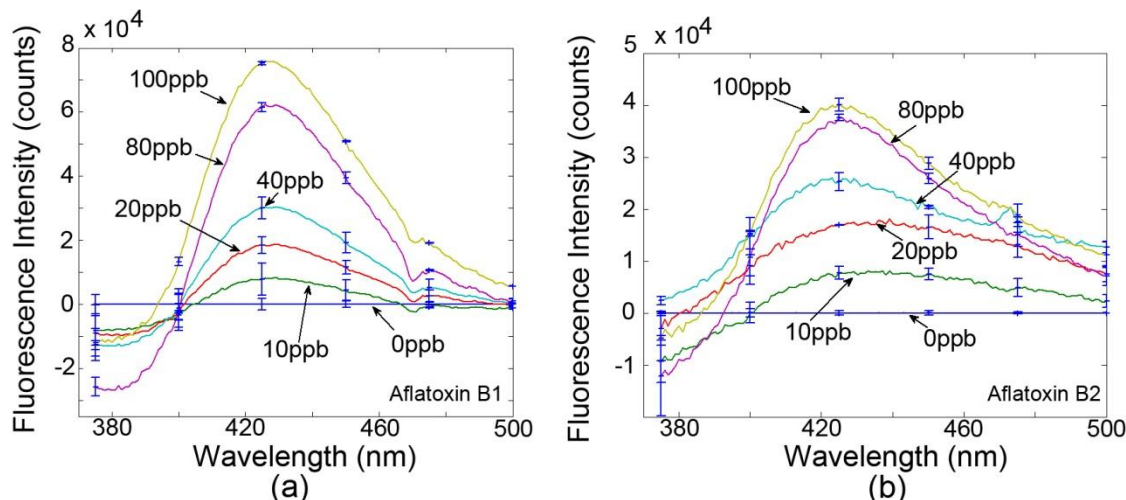 x 10⁴
Fluorescence Intensity (counts)
8
6
4
2
0
-2
100ppb
80ppb
40ppb
20ppb
10ppb
0ppb
Aflatoxin B1
380
420
460
500
Wavelength (nm)
(a)
x 10⁴
Fluorescence Intensity (counts)
5
4
3
2
1
0
-1
100ppb
80ppb
40ppb
20ppb
10ppb
0ppb
Aflatoxin B2
380
420
460
500
Wavelength (nm)
(b)